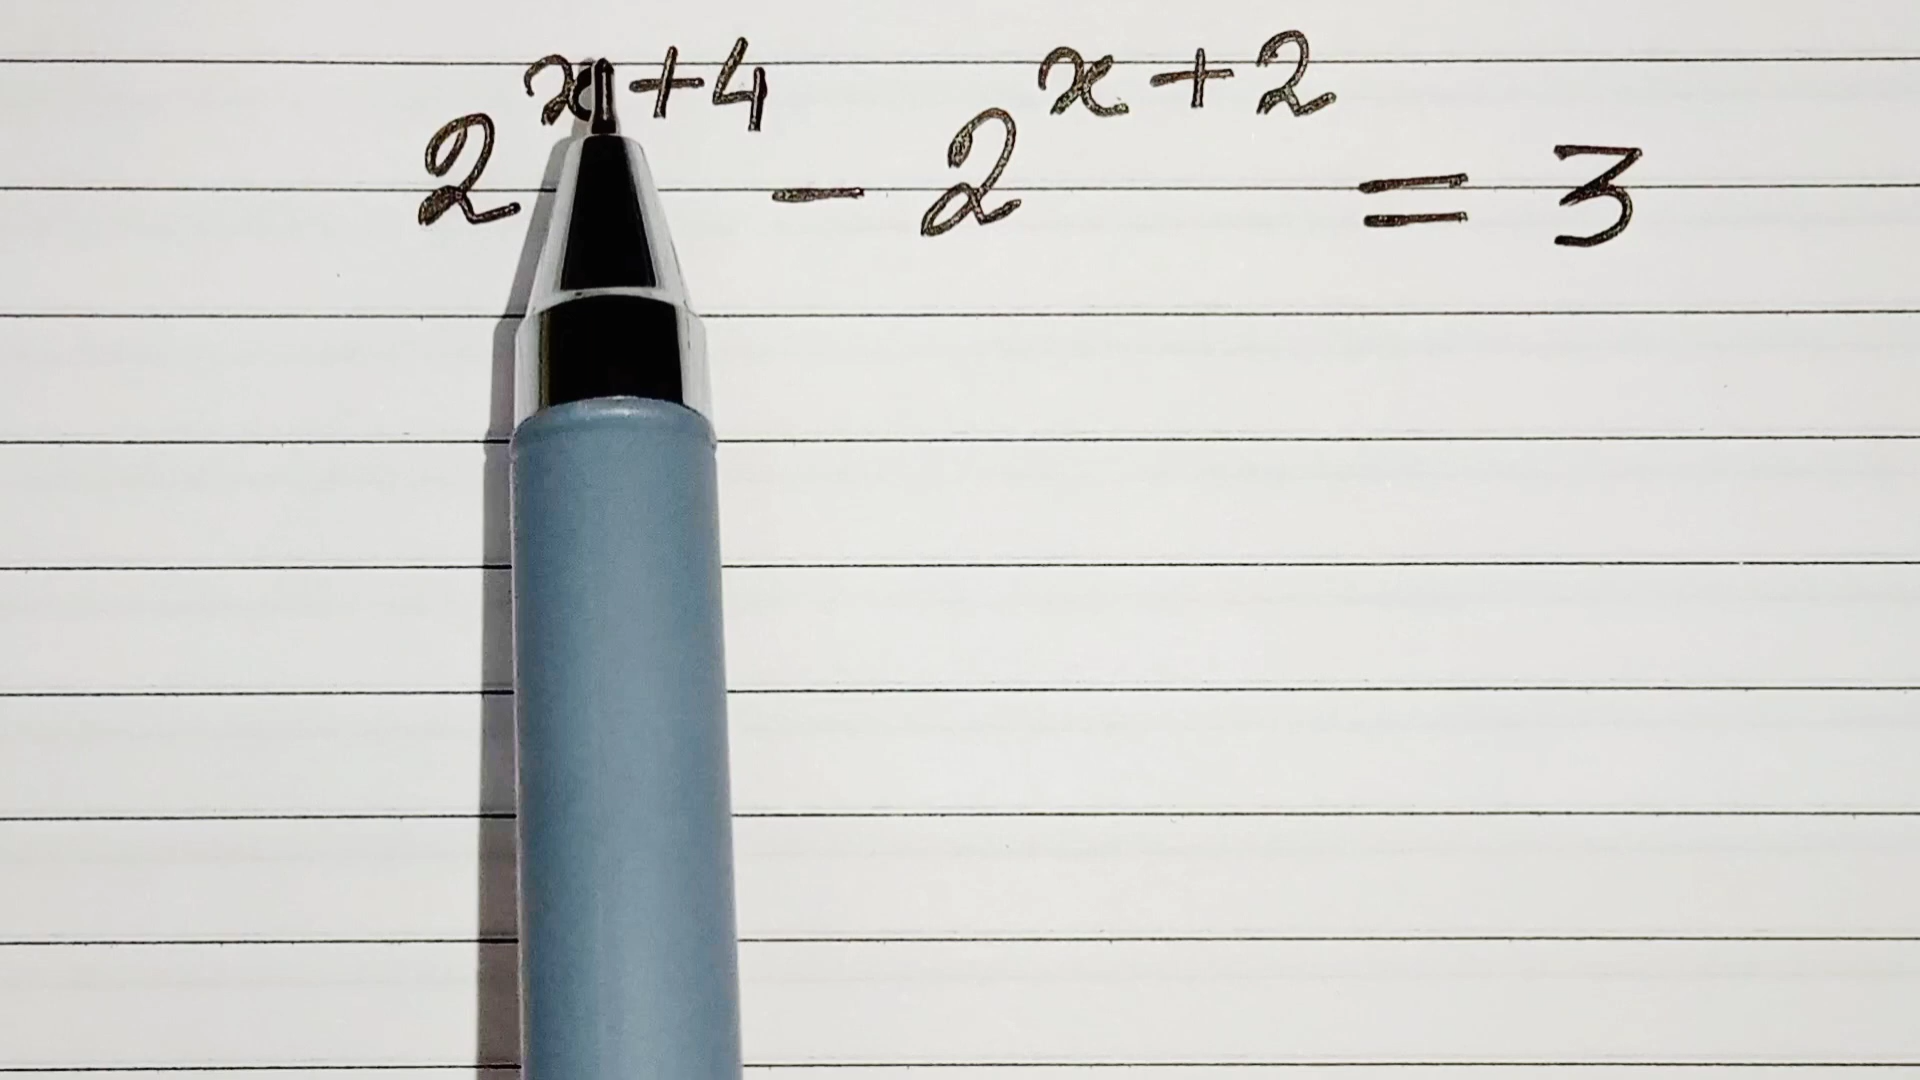 2^{x+4} - 2^{x+2} = 3